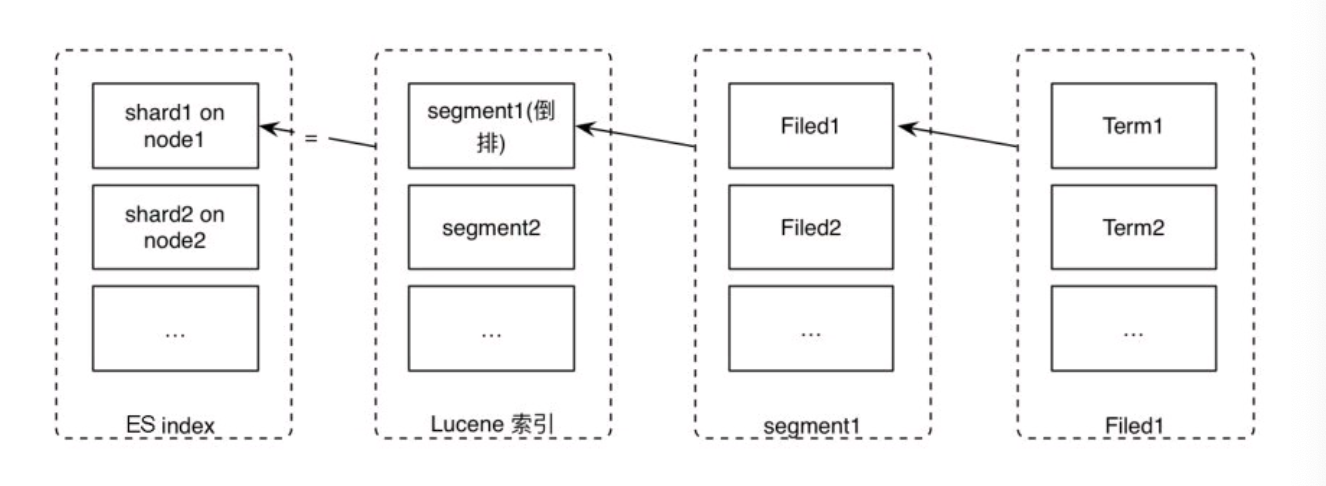 shard1 on
node1
shard2 on
node2
...
ES index
=
segment1(倒
排)
segment2
...
Lucene 索引
Filed1
Filed2
...
segment1
Term1
Term2
...
Filed1